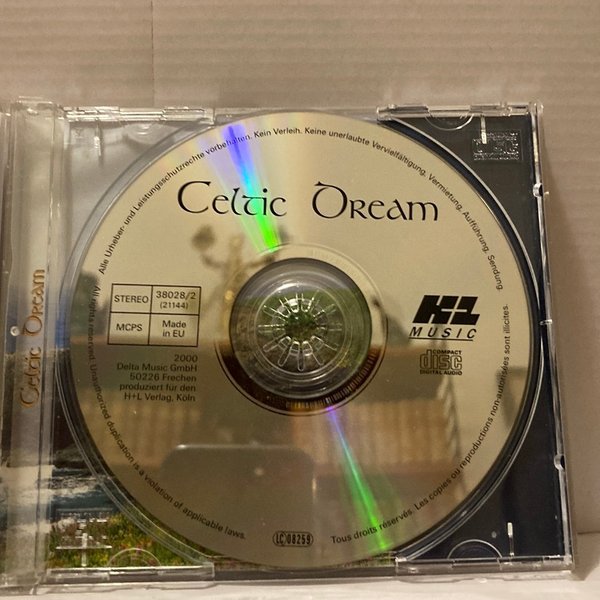 Celtic Dream
Celtic Dream
Alle Urheber- und Leistungsschutzrechte vorbehalten. Kein Verleih. Keine unerlaubte Vervielfältigung, Vermietung, Aufführung, Sendung.
STEREO
38028/2
(21144)
MCPS
Made in EU
2000
Delta Music GmbH
50226 Frechen
produziert für den
H+L Verlag, Köln
H+L
MUSIC
COMPACT
disc
DIGITAL AUDIO
All rights reserved. Unauthorized duplication is a violation of applicable laws.
LC 08259
Tous droits réservés. Les copies ou reproductions non-autorisées sont illicites.